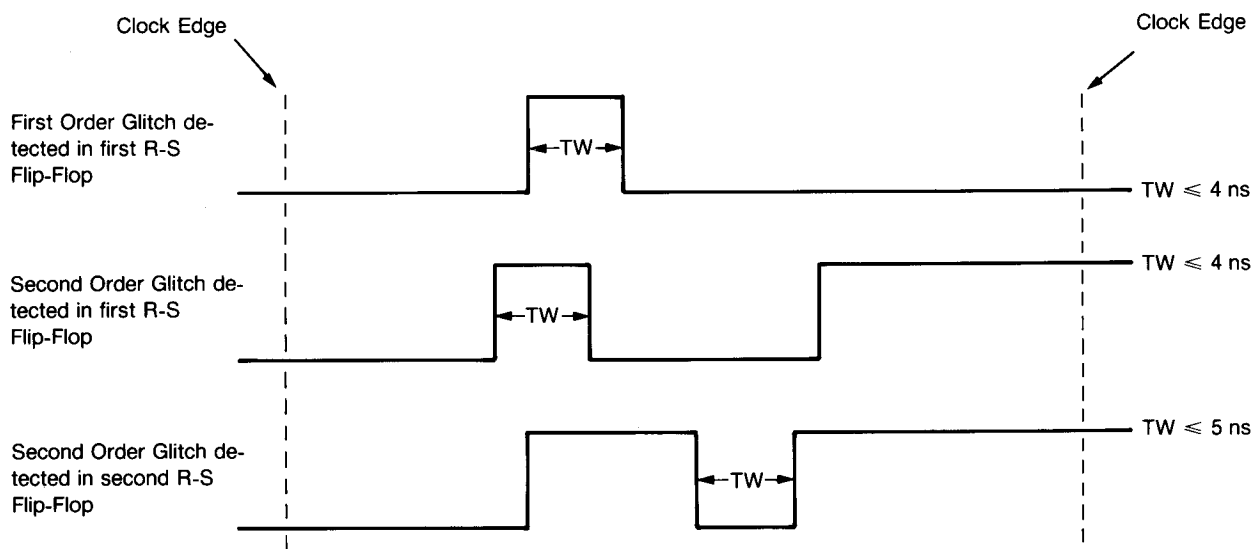 Clock Edge
Clock Edge
First Order Glitch de-
tected in first R-S
Flip-Flop
TW
TW ⩽ 4 ns
Second Order Glitch de-
tected in first R-S
Flip-Flop
TW
TW ⩽ 4 ns
Second Order Glitch de-
tected in second R-S
Flip-Flop
TW
TW ⩽ 5 ns